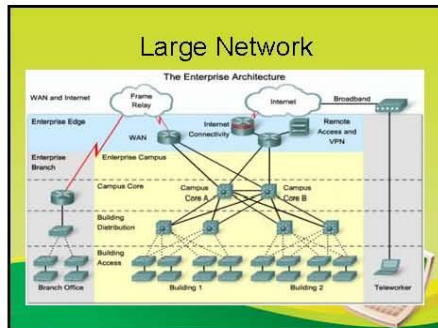 Large Network
The Enterprise Architecture
WAN and Internet
Frame
Relay
Internet
Broadband
Enterprise Edge
WAN
Internet
Connectivity
Remote
Access and
VPN
Enterprise
Branch
Enterprise Campus
Campus Core
Campus
Core A
Campus
Core B
Building
Distribution
Building
Access
Branch Office
Building 1
Building 2
Teleworker